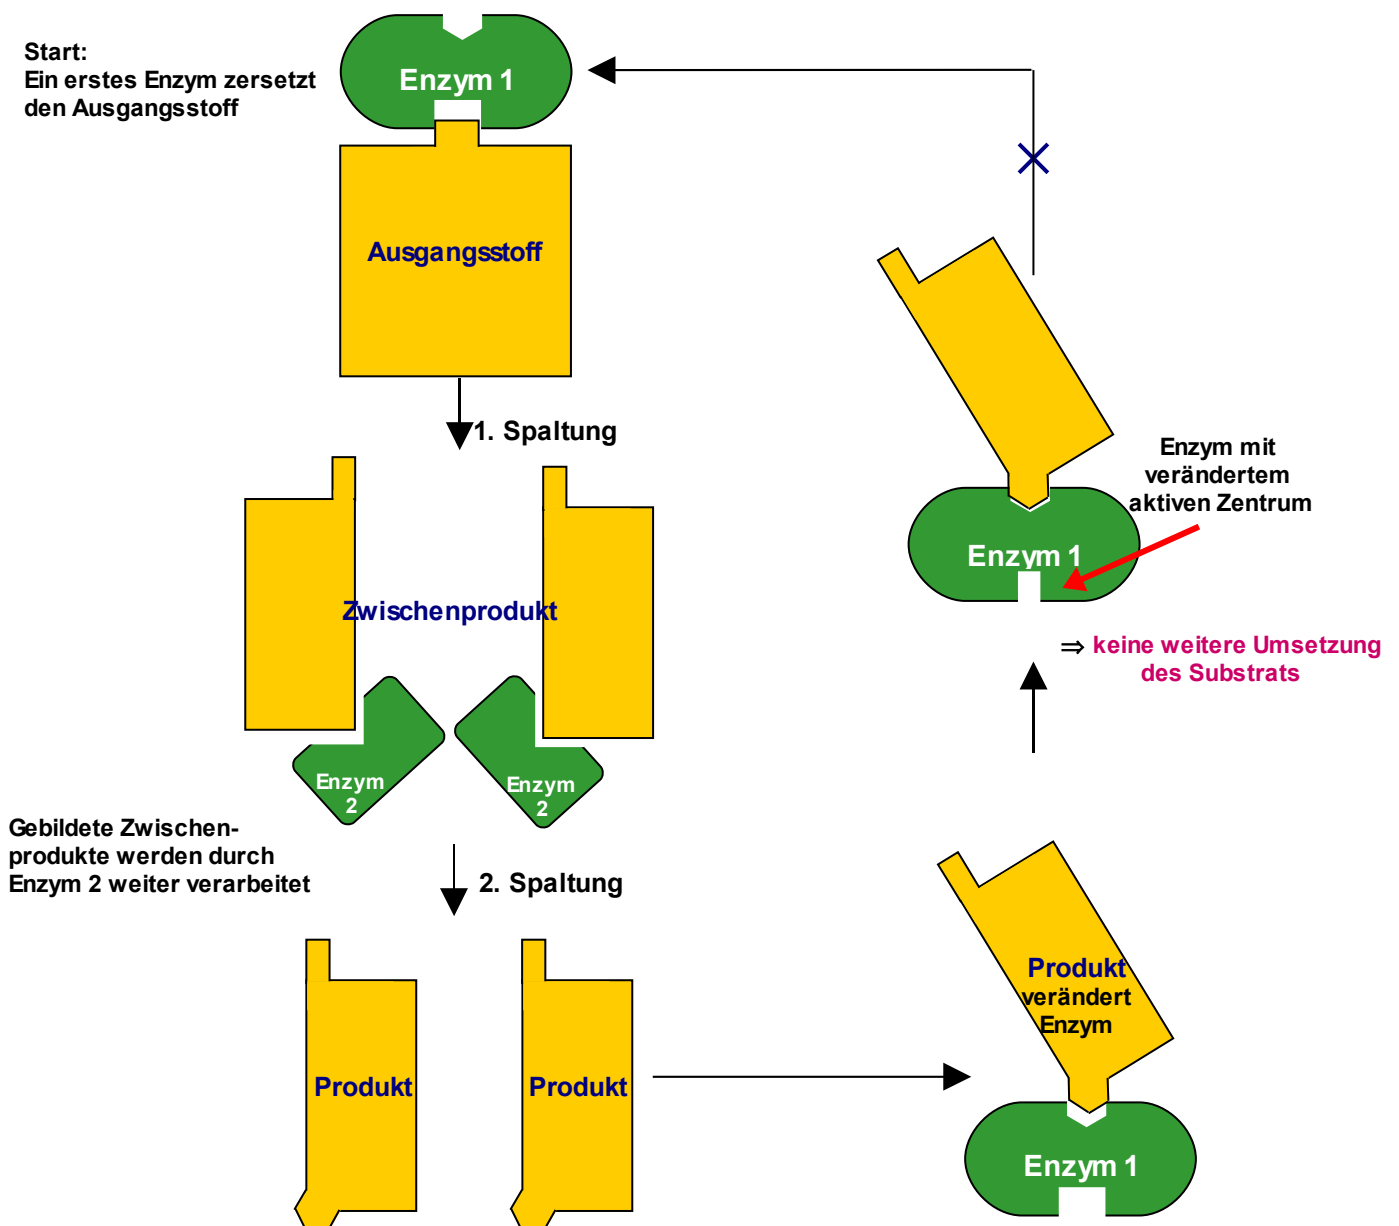 Start:
Ein erstes Enzym zersetzt
den Ausgangsstoff
Enzym 1
Ausgangsstoff
1. Spaltung
Zwischenprodukt
Enzym
2
Enzym
2
Gebildete Zwischen-
produkte werden durch
Enzym 2 weiter verarbeitet
2. Spaltung
Produkt
Produkt
Produkt
verändert
Enzym
Enzym 1
Enzym mit
verändertem
aktiven Zentrum
Enzym 1
⇒ keine weitere Umsetzung
des Substrats